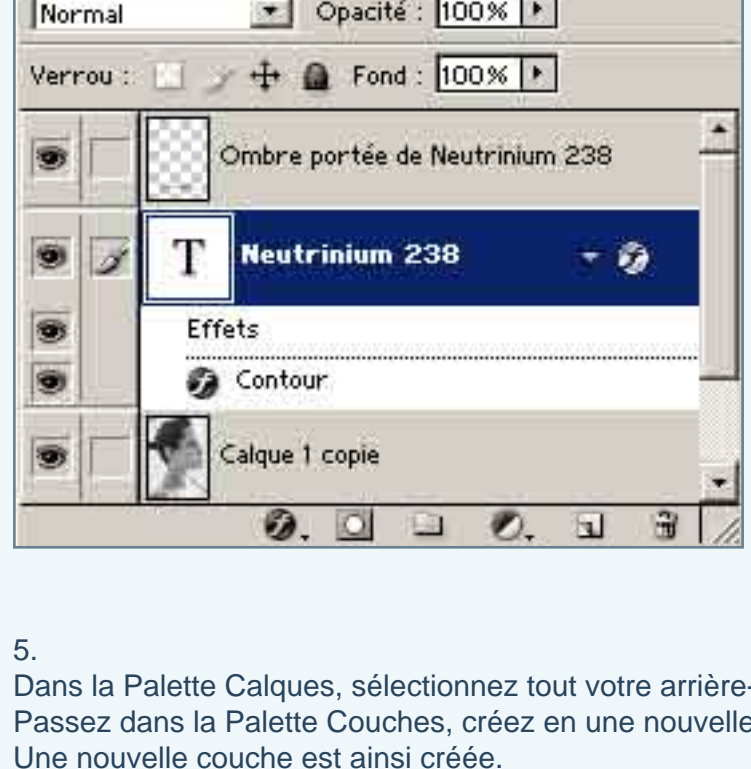 Normal Opacité : 100%
Verrou : Fond : 100%
Ombre portée de Neutrinium 238
T Neutrinium 238
Effets
Contour
Calque 1 copie
5.
Dans la Palette Calques, sélectionnez tout votre arrière-
Passez dans la Palette Couches, créez en une nouvelle
Une nouvelle couche est ainsi créée.